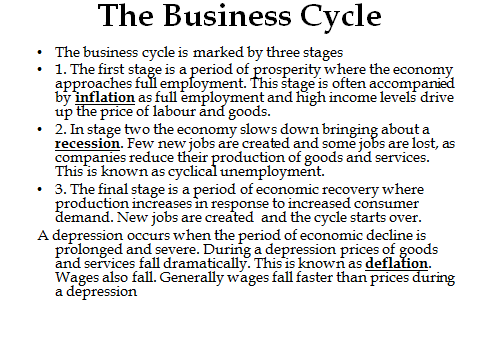 The Business Cycle
• The business cycle is marked by three stages
• 1. The first stage is a period of prosperity where the economy
approaches full employment. This stage is often accompanied
by inflation as full employment and high income levels drive
up the price of labour and goods.
• 2. In stage two the economy slows down bringing about a
recession. Few new jobs are created and some jobs are lost, as
companies reduce their production of goods and services.
This is known as cyclical unemployment.
• 3. The final stage is a period of economic recovery where
production increases in response to increased consumer
demand. New jobs are created and the cycle starts over.
A depression occurs when the period of economic decline is
prolonged and severe. During a depression prices of goods
and services fall dramatically. This is known as deflation.
Wages also fall. Generally wages fall faster than prices during
a depression